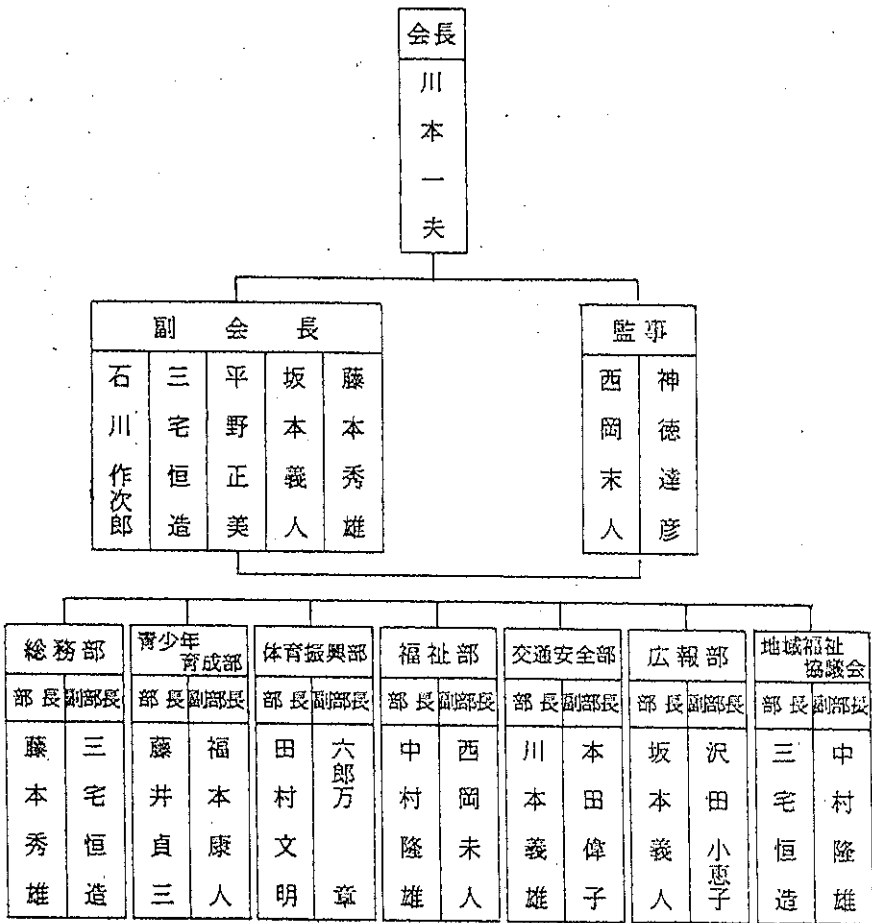 会長
川本一夫
副会長
石川作次郎
三宅恒造
平野正美
坂本義人
藤本秀雄
監事
西岡末人
神徳達彦
総務部
部長 副部長
藤本秀雄
三宅恒造
青少年育成部
部長 副部長
藤井貞三
福本康人
体育振興部
部長 副部長
田村文明
六郎万章
福祉部
部長 副部長
中村隆雄
西岡末人
交通安全部
部長 副部長
川本義雄
本田偉子
広報部
部長 副部長
坂本義人
沢田小恵子
地域福祉協議会
部長 副部長
三宅恒造
中村隆雄